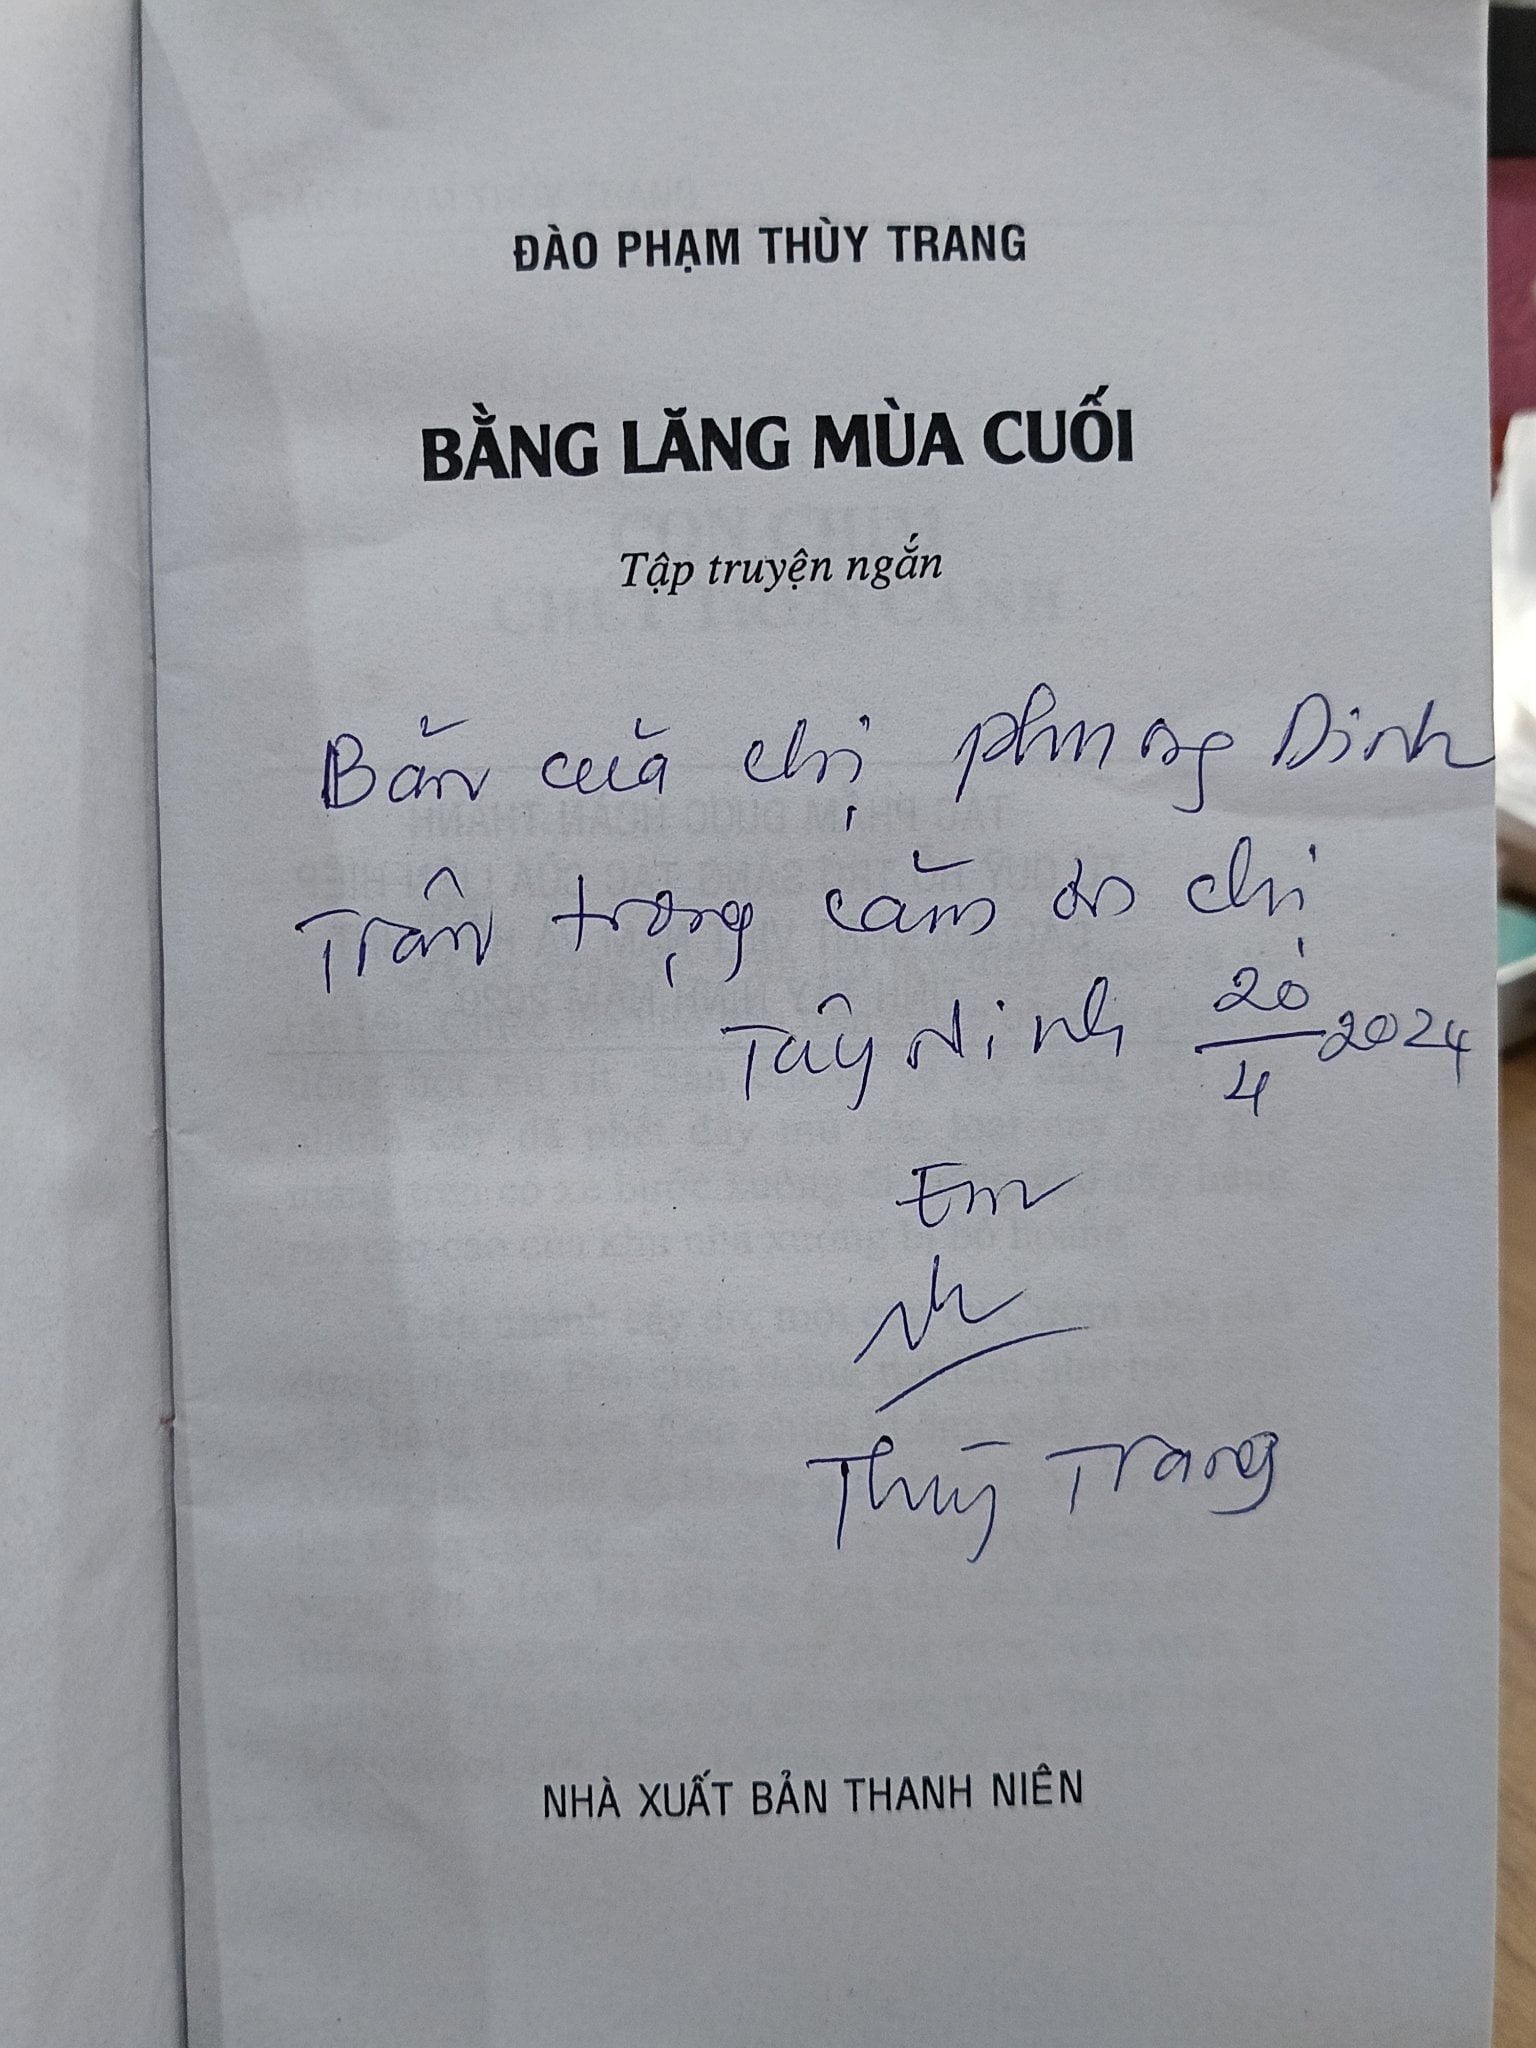 ĐÀO PHẠM THÙY TRANG
BẰNG LĂNG MÙA CUỐI
Tập truyện ngắn
Bản của chị Phương Dinh
Trân trọng cảm ơn chị
Tây Ninh 20/4 2024
Em
Thùy Trang
NHÀ XUẤT BẢN THANH NIÊN